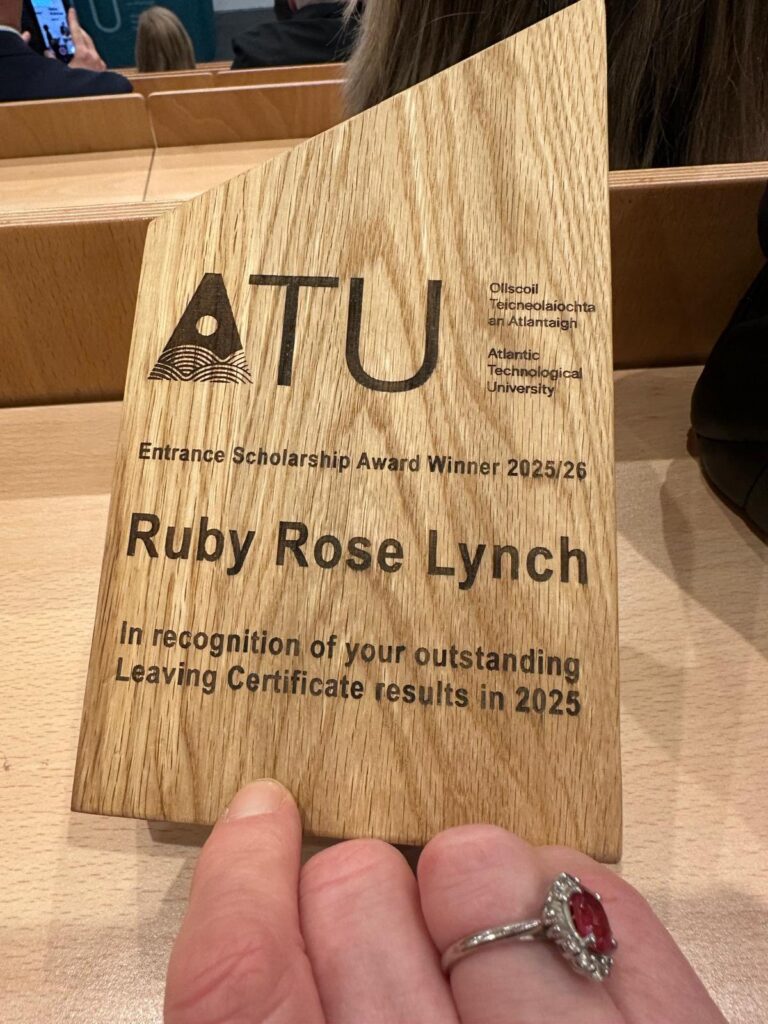 ATU
Ollscoil
Teicneolaíochta
an Atlantaigh
Atlantic
Technological
University
Entrance Scholarship Award Winner 2025/26
Ruby Rose Lynch
In recognition of your outstanding
Leaving Certificate results in 2025